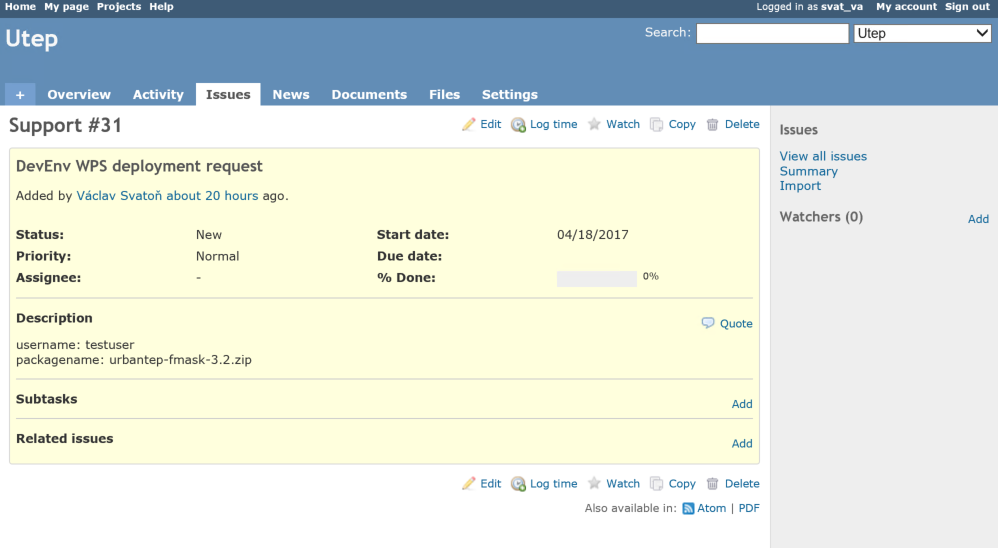 Home My page Projects Help Logged in as svat_va My account Sign out
Utep Search: Utep
+ Overview Activity Issues News Documents Files Settings
Support #31 Edit Log time Watch Copy Delete
DevEnv WPS deployment request
Added by Václav Svatoň about 20 hours ago.
Status: New Start date: 04/18/2017
Priority: Normal Due date:
Assignee: - % Done: 0%
Description Quote
username: testuser
packagename: urbantep-fmask-3.2.zip
Subtasks Add
Related issues Add
Edit Log time Watch Copy Delete
Also available in: Atom | PDF
Issues
View all issues
Summary
Import
Watchers (0) Add